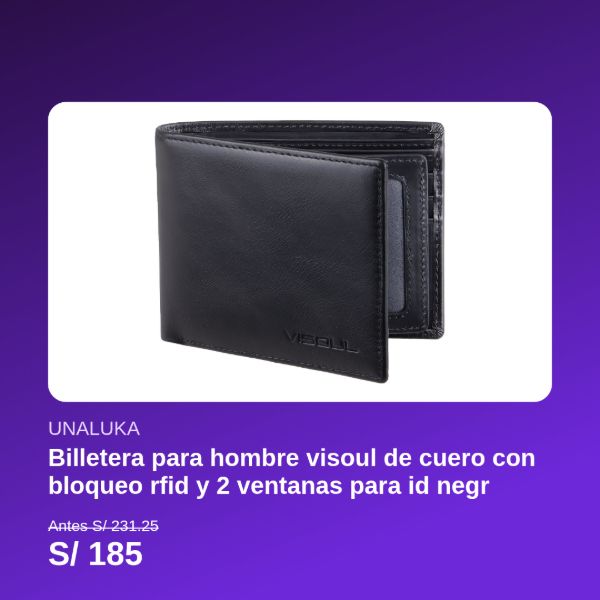 VISOUL
UNALUKA
Billetera para hombre visoul de cuero con
bloqueo rfid y 2 ventanas para id negr
Antes S/ 231.25
S/ 185